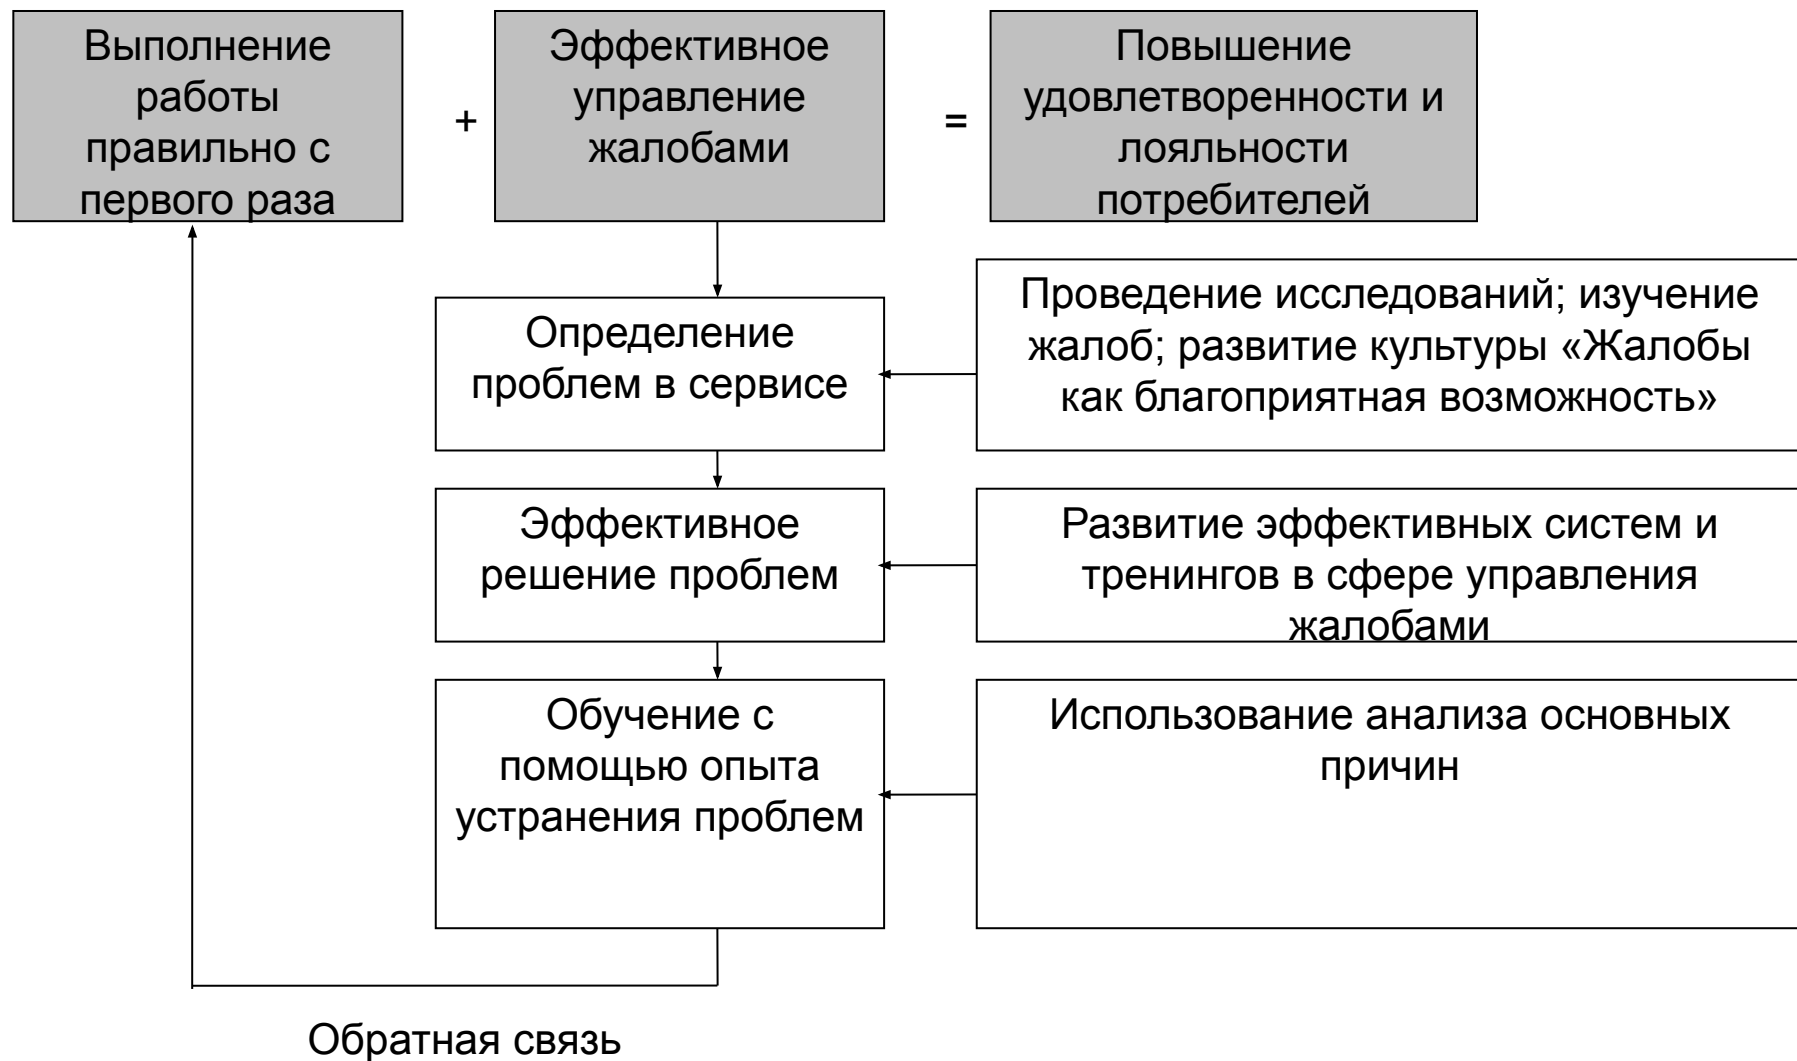 Выполнение
работы
правильно с
первого раза
+
Эффективное
управление
жалобами
=
Повышение
удовлетворенности и
лояльности
потребителей
Определение
проблем в сервисе
Проведение исследований; изучение
жалоб; развитие культуры «Жалобы
как благоприятная возможность»
Эффективное
решение проблем
Развитие эффективных систем и
тренингов в сфере управления
жалобами
Обучение с
помощью опыта
устранения проблем
Использование анализа основных
причин
Обратная связь